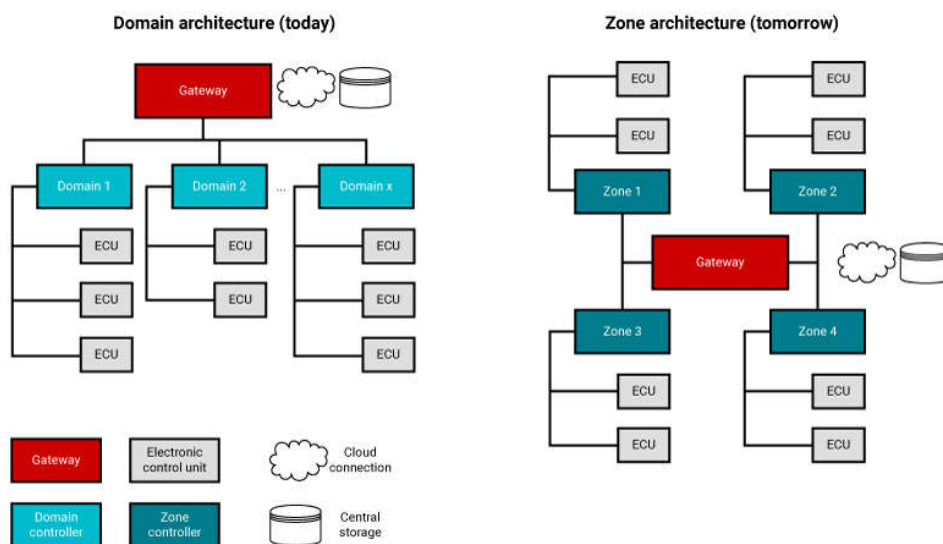 Domain architecture (today)
Gateway
Domain 1
Domain 2
...
Domain x
ECU
ECU
ECU
ECU
ECU
ECU
ECU
ECU
Zone architecture (tomorrow)
ECU
ECU
ECU
ECU
Zone 1
Zone 2
Gateway
Zone 3
Zone 4
ECU
ECU
ECU
ECU
Gateway
Electronic
control unit
Cloud
connection
Domain
controller
Zone
controller
Central
storage